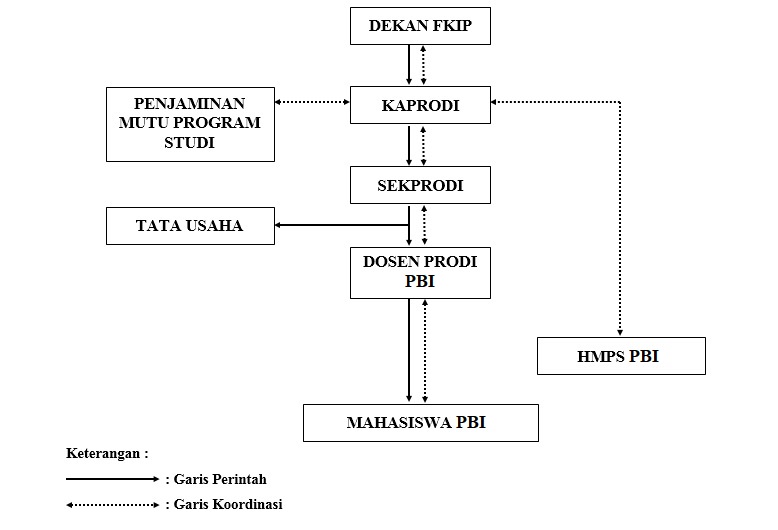 DEKAN FKIP
PENJAMINAN
MUTU PROGRAM
STUDI
KAPRODI
SEKPRODI
TATA USAHA
DOSEN PRODI
PBI
HMPS PBI
MAHASISWA PBI
Keterangan :
: Garis Perintah
: Garis Koordinasi